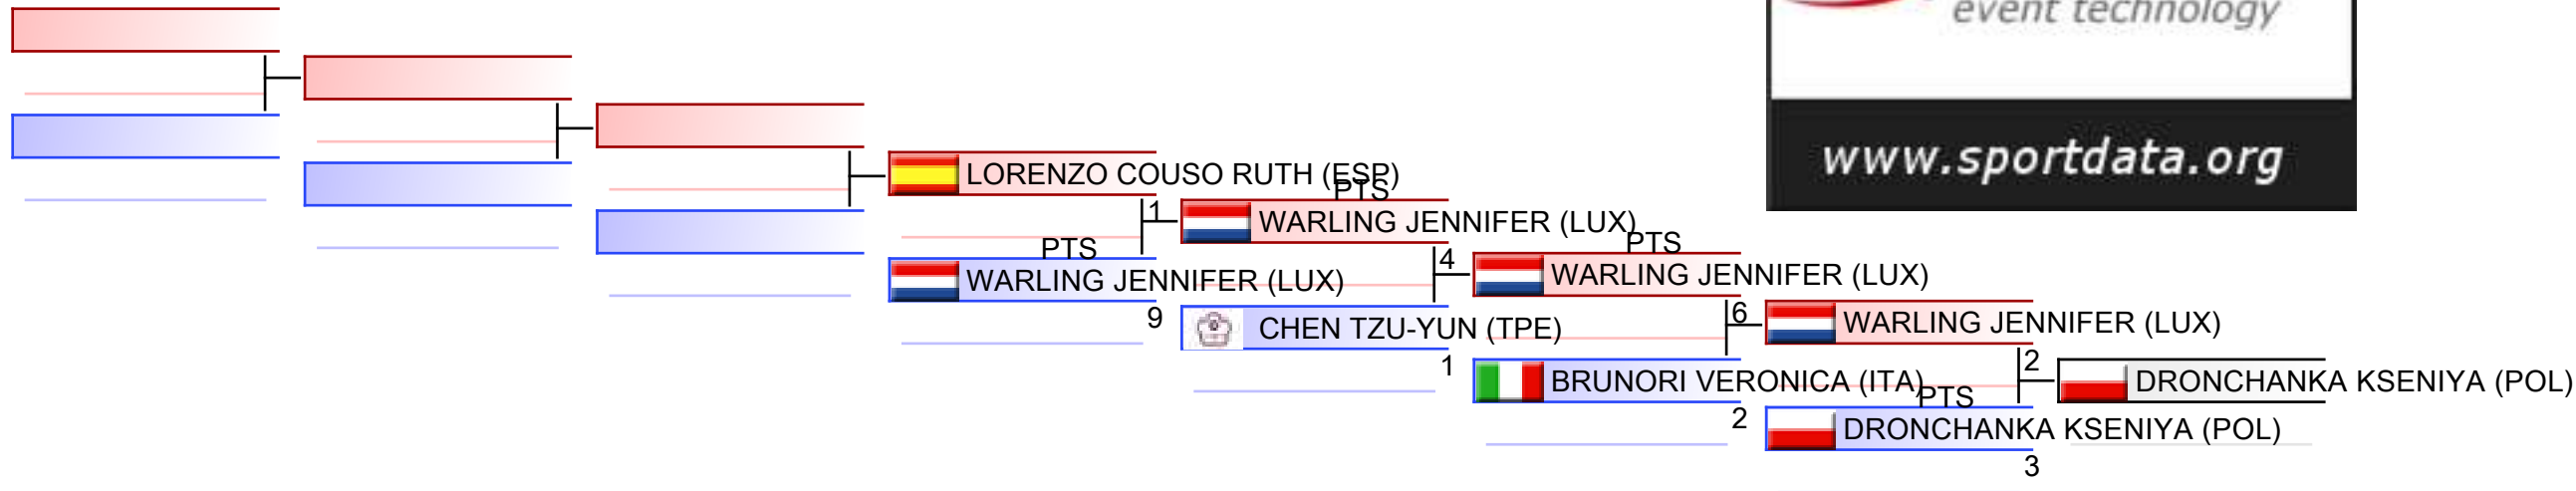 event technology
www.sportdata.org
LORENZO COUSO RUTH (ESP)
PTS
1
WARLING JENNIFER (LUX)
PTS
PTS
4
WARLING JENNIFER (LUX)
WARLING JENNIFER (LUX)
9
6
CHEN TZU-YUN (TPE)
WARLING JENNIFER (LUX)
1
2
BRUNORI VERONICA (ITA)
DRONCHANKA KSENIYA (POL)
PTS
2
DRONCHANKA KSENIYA (POL)
3